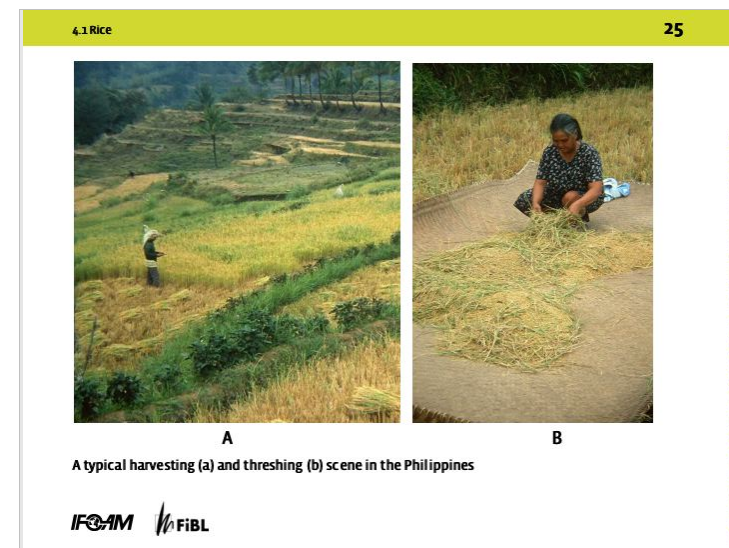 4.1 Rice
25
A
B
A typical harvesting (a) and threshing (b) scene in the Philippines
IFOAM
FiBL